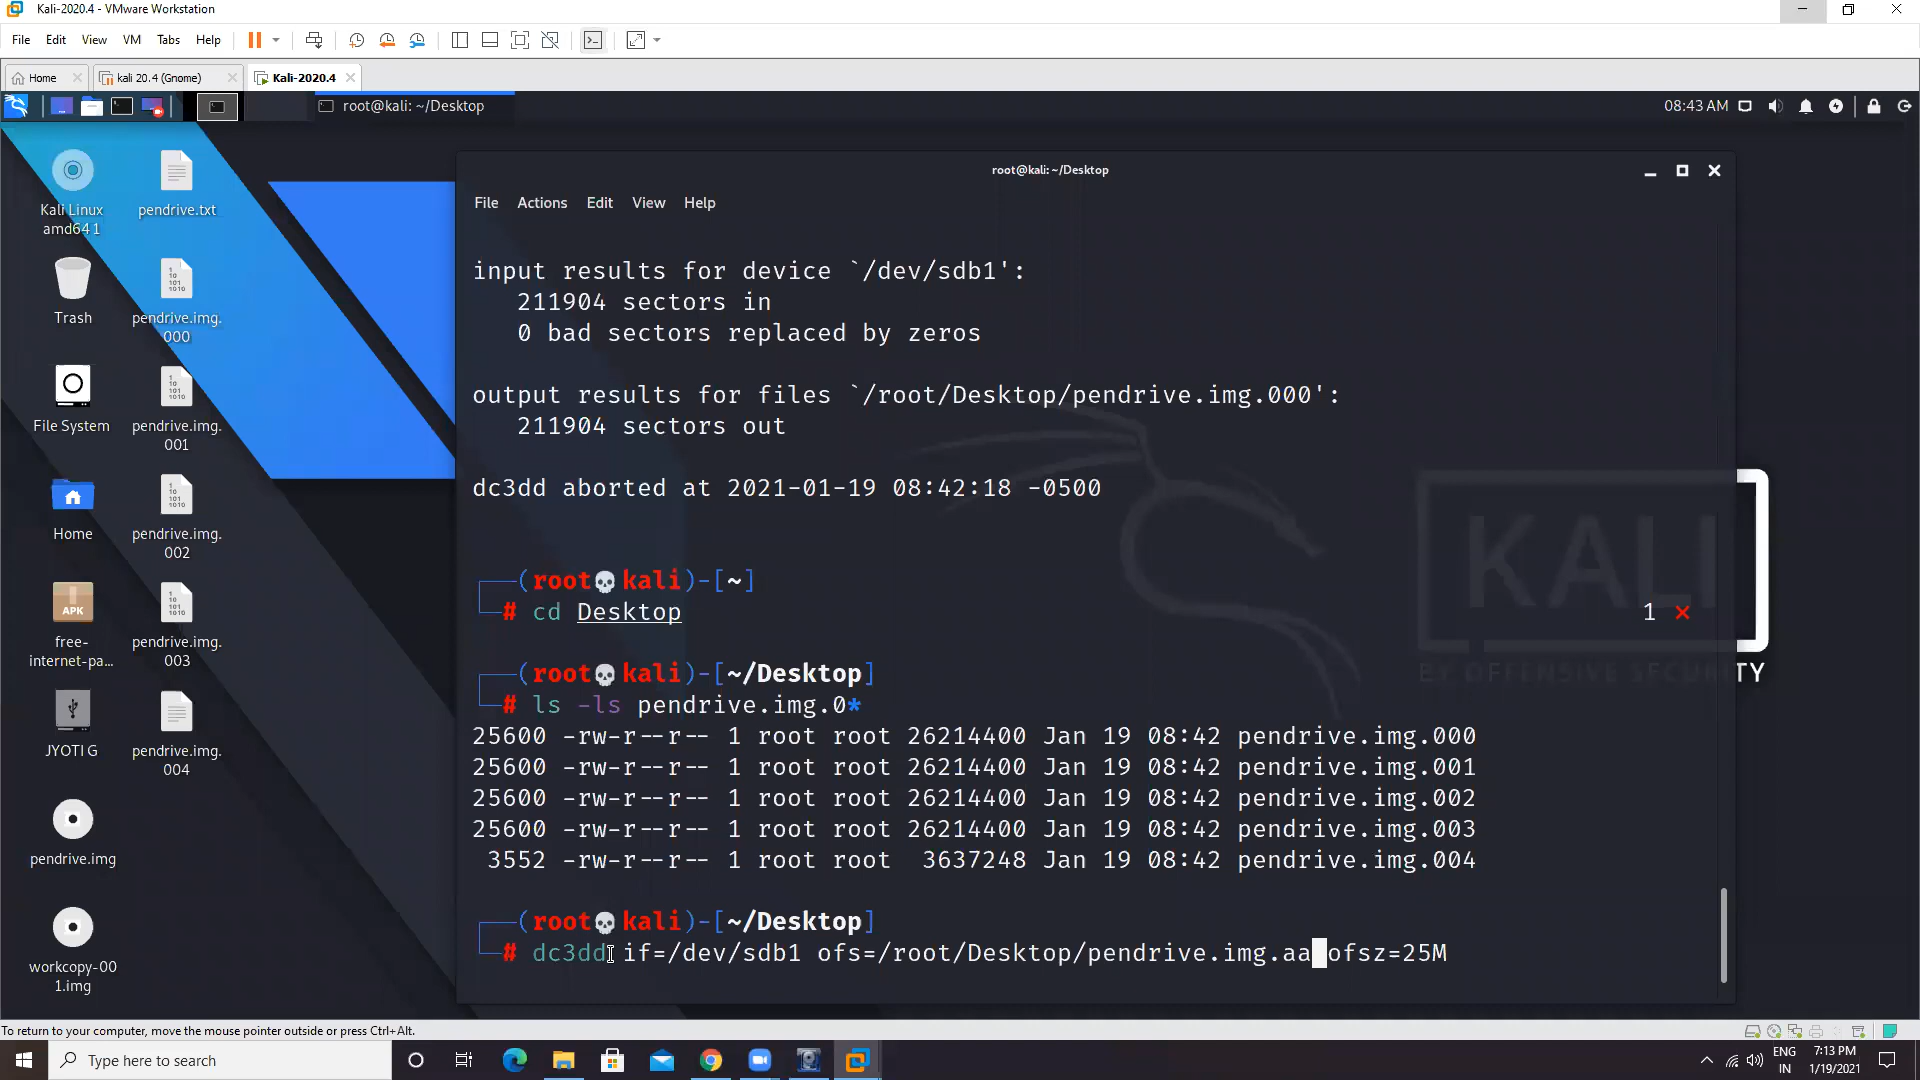 Kali-2020.4 - VMware Workstation
File Edit View VM Tabs Help
Home kali 20.4 (Gnome) Kali-2020.4
root@kali: ~/Desktop 08:43 AM
Kali Linux
amd64 1
pendrive.txt
Trash
pendrive.img.
000
File System
pendrive.img.
001
Home
pendrive.img.
002
APK
free-
internet-pa...
pendrive.img.
003
JYOTI G
pendrive.img.
004
pendrive.img
workcopy-00
1.img
root@kali: ~/Desktop
File Actions Edit View Help
input results for device `/dev/sdb1':
211904 sectors in
0 bad sectors replaced by zeros
output results for files `/root/Desktop/pendrive.img.000':
211904 sectors out
dc3dd aborted at 2021-01-19 08:42:18 -0500
(root💀kali)-[~]
# cd Desktop 1 ✕
(root💀kali)-[~/Desktop]
# ls -ls pendrive.img.0*
25600 -rw-r--r-- 1 root root 26214400 Jan 19 08:42 pendrive.img.000
25600 -rw-r--r-- 1 root root 26214400 Jan 19 08:42 pendrive.img.001
25600 -rw-r--r-- 1 root root 26214400 Jan 19 08:42 pendrive.img.002
25600 -rw-r--r-- 1 root root 26214400 Jan 19 08:42 pendrive.img.003
3552 -rw-r--r-- 1 root root 3637248 Jan 19 08:42 pendrive.img.004
(root💀kali)-[~/Desktop]
# dc3dd if=/dev/sdb1 ofs=/root/Desktop/pendrive.img.aa ofsz=25M
KALI
BY OFFENSIVE SECURITY
To return to your computer, move the mouse pointer outside or press Ctrl+Alt.
Type here to search
ENG
IN
7:13 PM
1/19/2021